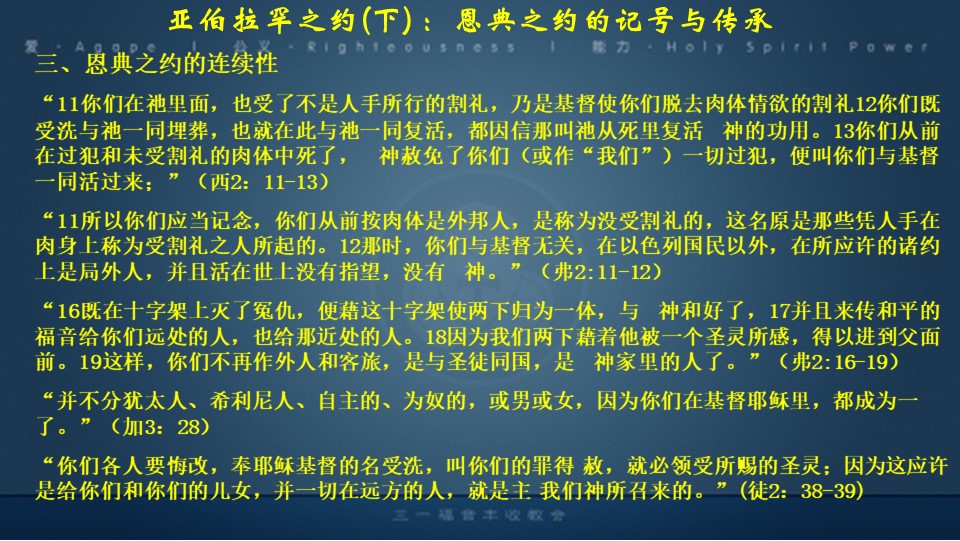 亚伯拉罕之约(下)：恩典之约的记号与传承
爱·Agape | 公义·Righteousness | 能力·Holy Spirit Power
三、恩典之约的连续性
“11你们在祂里面，也受了不是人手所行的割礼，乃是基督使你们脱去肉体情欲的割礼12你们既
受洗与祂一同埋葬，也就在此与祂一同复活，都因信那叫祂从死里复活　神的功用。13你们从前
在过犯和未受割礼的肉体中死了，　神赦免了你们（或作“我们”）一切过犯，便叫你们与基督
一同活过来；”（西2：11-13）
“11所以你们应当记念，你们从前按肉体是外邦人，是称为没受割礼的，这名原是那些凭人手在
肉身上称为受割礼之人所起的。12那时，你们与基督无关，在以色列国民以外，在所应许的诸约
上是局外人，并且活在世上没有指望，没有　神。”（弗2:11-12）
“16既在十字架上灭了冤仇，便藉这十字架使两下归为一体，与　神和好了，17并且来传和平的
福音给你们远处的人，也给那近处的人。18因为我们两下藉着他被一个圣灵所感，得以进到父面
前。19这样，你们不再作外人和客旅，是与圣徒同国，是　神家里的人了。”（弗2:16-19）
“并不分犹太人、希利尼人、自主的、为奴的，或男或女，因为你们在基督耶稣里，都成为一
了。”（加3：28）
“你们各人要悔改，奉耶稣基督的名受洗，叫你们的罪得 赦，就必领受所赐的圣灵；因为这应许
是给你们和你们的儿女，并一切在远方的人，就是主 我们神所召来的。”(徒2：38-39)
三一福音丰收教会